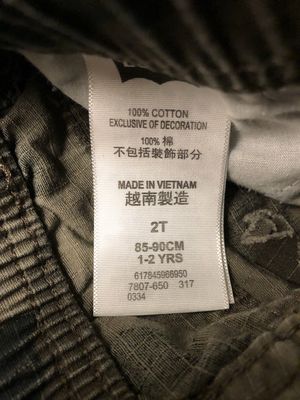 100% COTTON
EXCLUSIVE OF DECORATION
100% 棉
不包括裝飾部分
MADE IN VIETNAM
越南製造
2T
85-90CM
1-2 YRS
617845966950
7807-650 317
0334